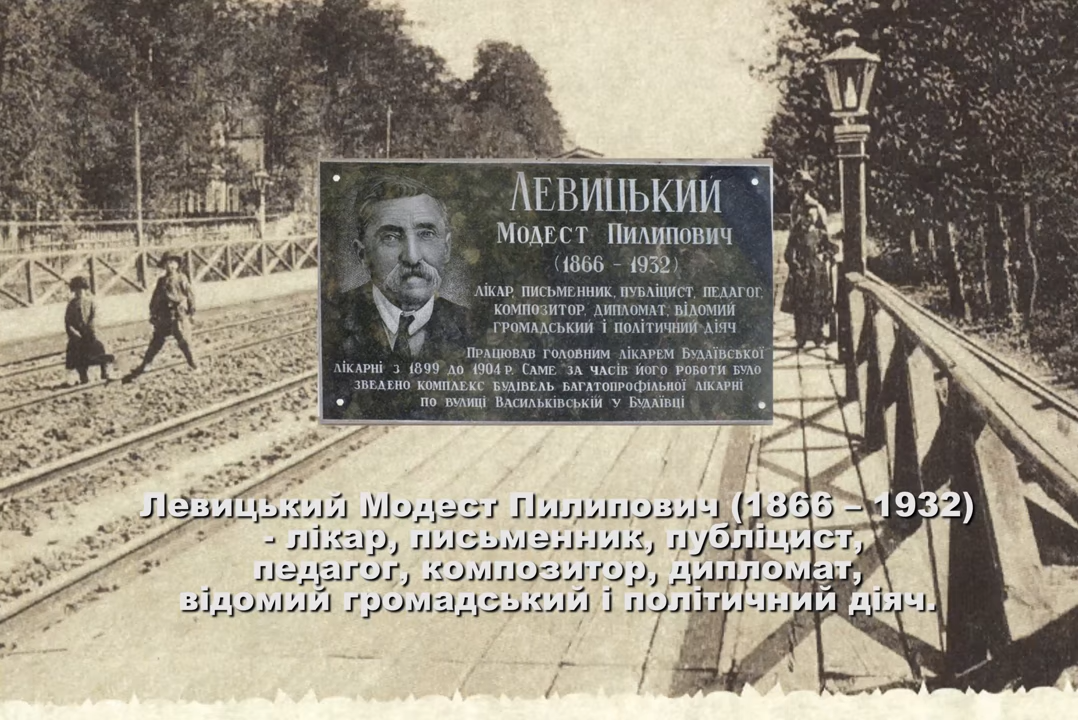 ЛЕВИЦЬКИЙ
МОДЕСТ ПИЛИПОВИЧ
(1866 – 1932)
ЛІКАР, ПИСЬМЕННИК, ПУБЛІЦИСТ, ПЕДАГОГ,
КОМПОЗИТОР, ДИПЛОМАТ, ВІДОМИЙ
ГРОМАДСЬКИЙ І ПОЛІТИЧНИЙ ДІЯЧ
ПРАЦЮВАВ ГОЛОВНИМ ЛІКАРЕМ БУДАЇВСЬКОЇ
ЛІКАРНІ З 1899 ДО 1904 Р. САМЕ ЗА ЧАСІВ ЙОГО РОБОТИ БУЛО
ЗВЕДЕНО КОМПЛЕКС БУДІВЕЛЬ БАГАТОПРОФІЛЬНОЇ ЛІКАРНІ
ПО ВУЛИЦІ ВАСИЛЬКІВСЬКІЙ У БУДАЇВЦІ
Левицький Модест Пилипович (1866 – 1932)
- лікар, письменник, публіцист,
педагог, композитор, дипломат,
відомий громадський і політичний діяч.